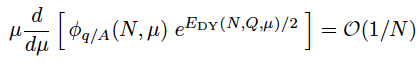 μ d/dμ [ ϕ_{q/A}(N, μ) e^{E_{DY}(N,Q,μ)/2} ] = 𝒪(1/N)